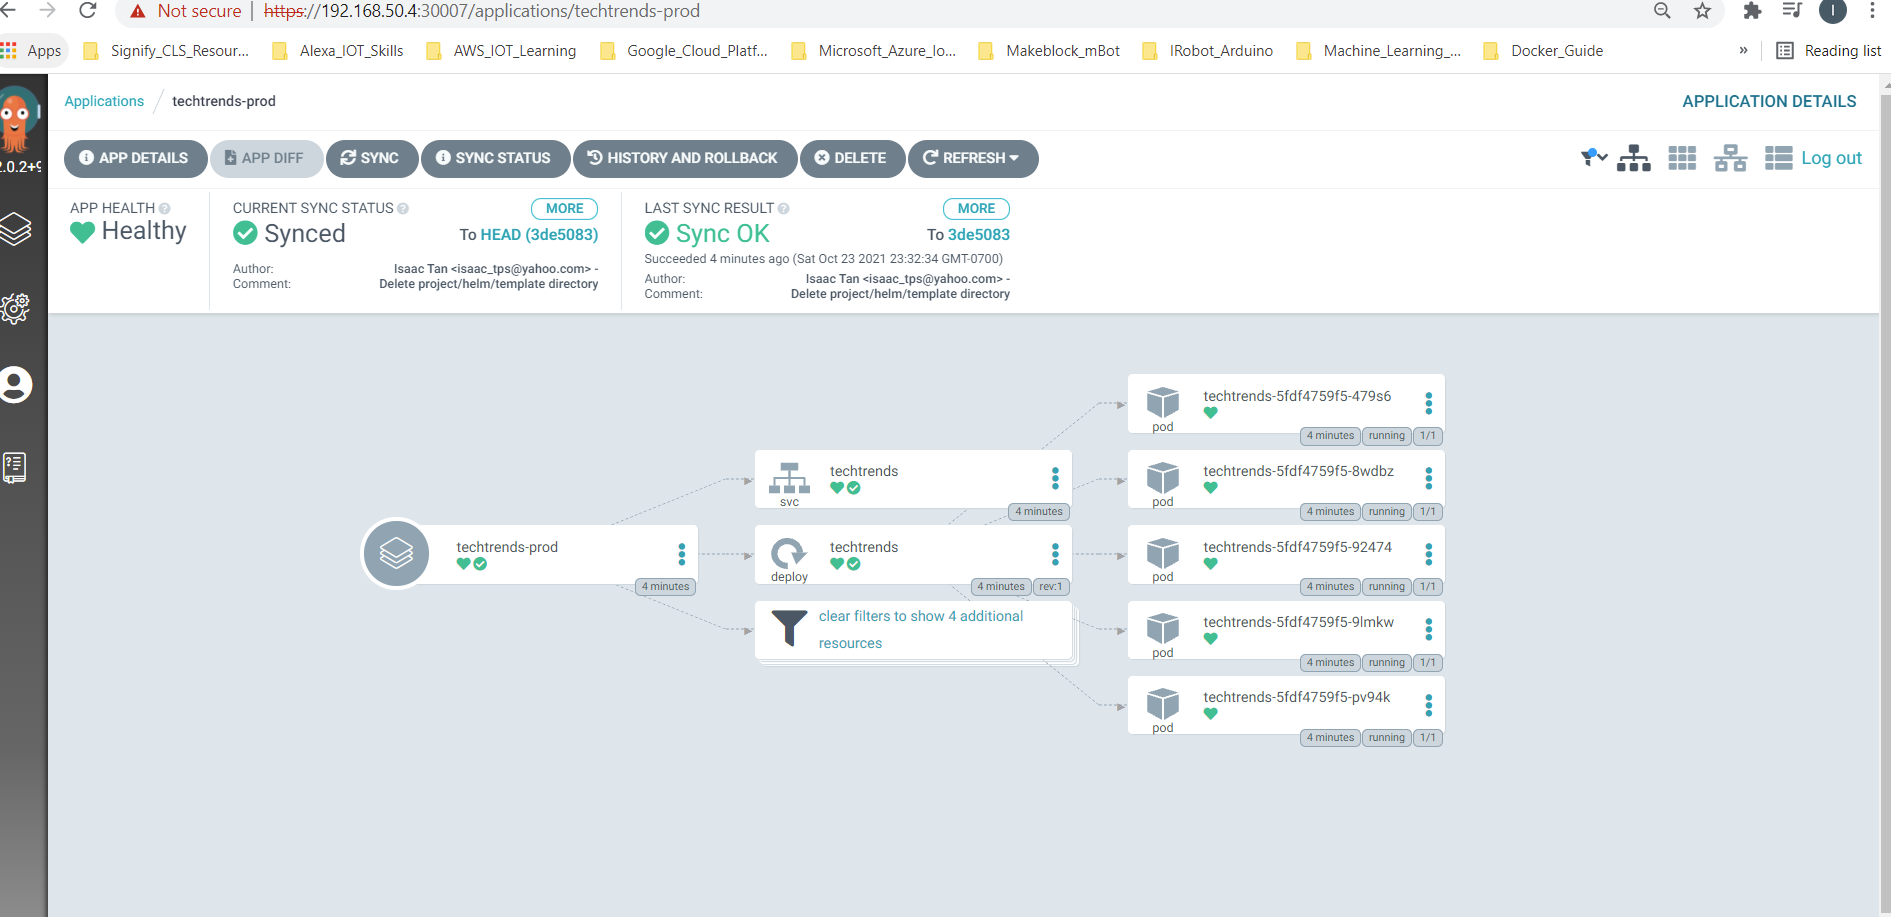 Not secure | https://192.168.50.4:30007/applications/techtrends-prod
Apps Signify_CLS_Resour... Alexa_IOT_Skills AWS_IOT_Learning Google_Cloud_Platf... Microsoft_Azure_Io... Makeblock_mBot IRobot_Arduino Machine_Learning_... Docker_Guide » Reading list
Applications / techtrends-prod APPLICATION DETAILS
2.0.2+9
APP DETAILS APP DIFF SYNC SYNC STATUS HISTORY AND ROLLBACK DELETE REFRESH Log out
APP HEALTH
Healthy
CURRENT SYNC STATUS MORE
Synced To HEAD (3de5083)
Author: Isaac Tan <isaac_tps@yahoo.com> -
Comment: Delete project/helm/template directory
LAST SYNC RESULT MORE
Sync OK To 3de5083
Succeeded 4 minutes ago (Sat Oct 23 2021 23:32:34 GMT-0700)
Author: Isaac Tan <isaac_tps@yahoo.com> -
Comment: Delete project/helm/template directory
techtrends-prod
4 minutes
techtrends
svc
4 minutes
techtrends
deploy
4 minutes rev:1
clear filters to show 4 additional
resources
techtrends-5fdf4759f5-479s6
pod
4 minutes running 1/1
techtrends-5fdf4759f5-8wdbz
pod
4 minutes running 1/1
techtrends-5fdf4759f5-92474
pod
4 minutes running 1/1
techtrends-5fdf4759f5-9lmkw
pod
4 minutes running 1/1
techtrends-5fdf4759f5-pv94k
pod
4 minutes running 1/1